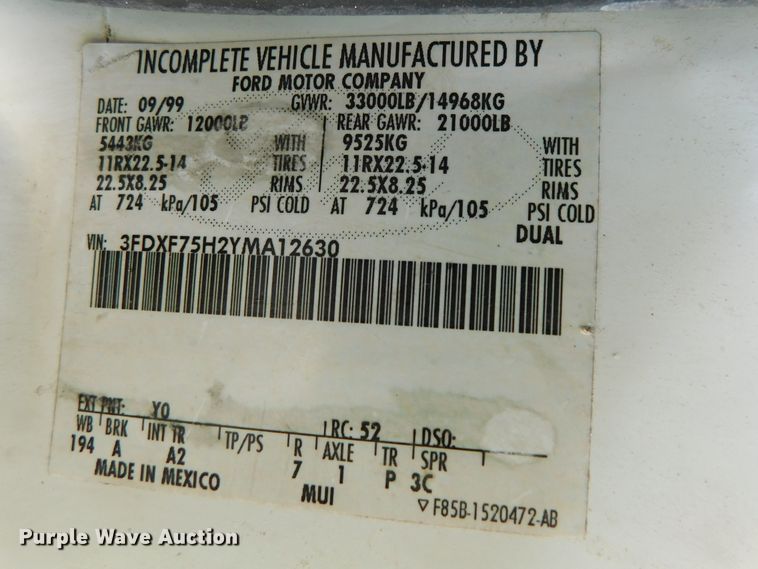 INCOMPLETE VEHICLE MANUFACTURED BY
FORD MOTOR COMPANY
DATE: 09/99 GVWR: 33000LB/14968KG
FRONT GAWR: 12000LB REAR GAWR: 21000LB
5443KG WITH 9525KG WITH
11RX22.5-14 TIRES 11RX22.5-14 TIRES
22.5X8.25 RIMS 22.5X8.25 RIMS
AT 724 kPa/105 PSI COLD AT 724 kPa/105 PSI COLD
DUAL
VIN: 3FDXF75H2YMA12630
EXT PNT: YO RC: 52 DSO:
WB BRK INT TR TP/PS R AXLE TR SPR
194 A A2 7 1 P 3C
MADE IN MEXICO MUI
▽ F85B-1520472-AB
Purple Wave Auction